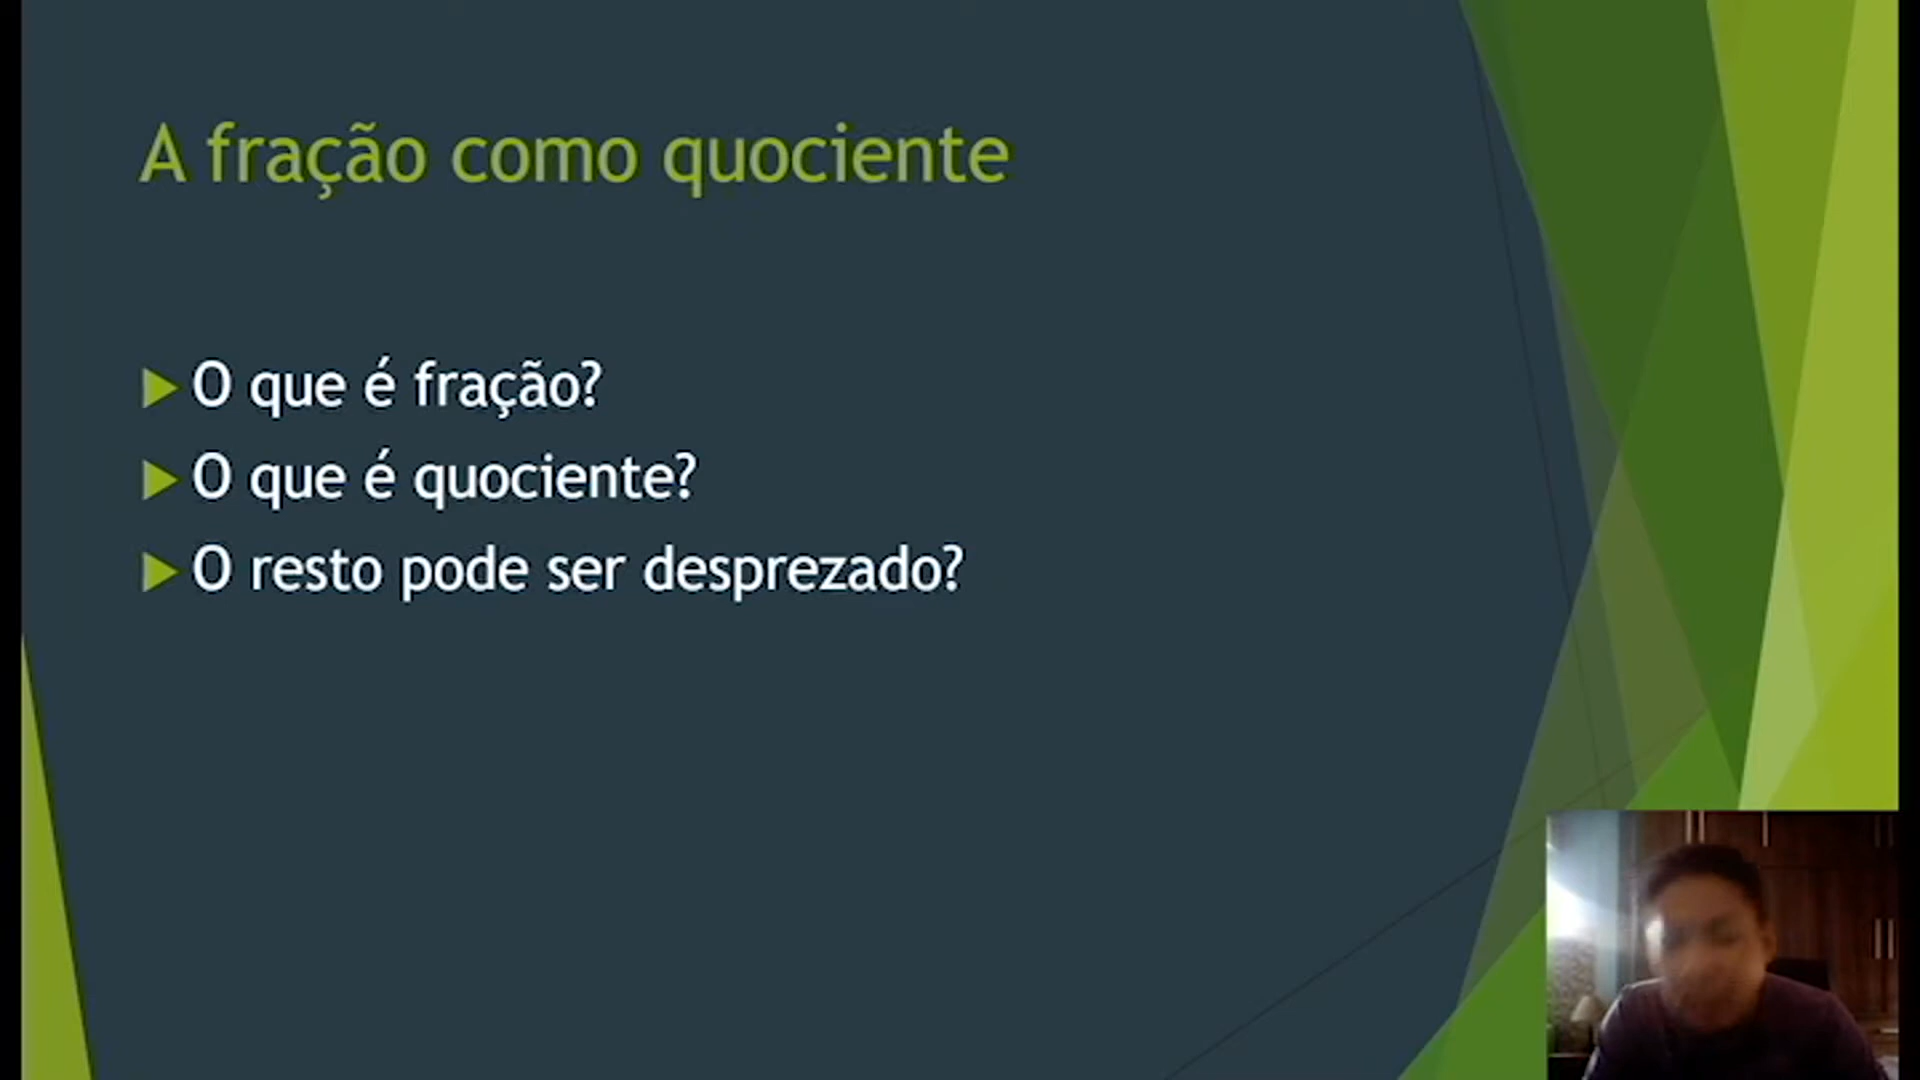 A fração como quociente
O que é fração?
O que é quociente?
O resto pode ser desprezado?